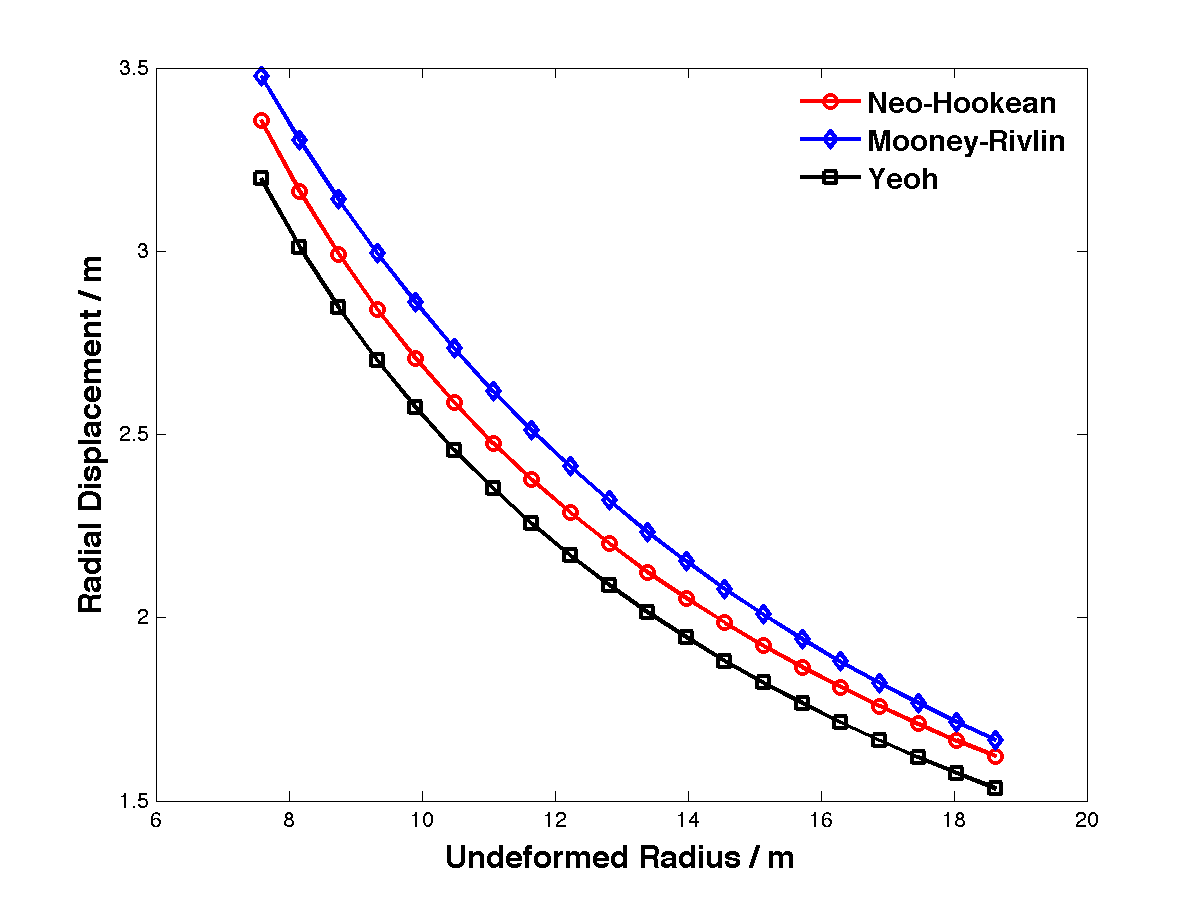 3.5
3
2.5
2
1.5
6
8
10
12
14
16
18
20
Radial Displacement / m
Undeformed Radius / m
Neo-Hookean
Mooney-Rivlin
Yeoh